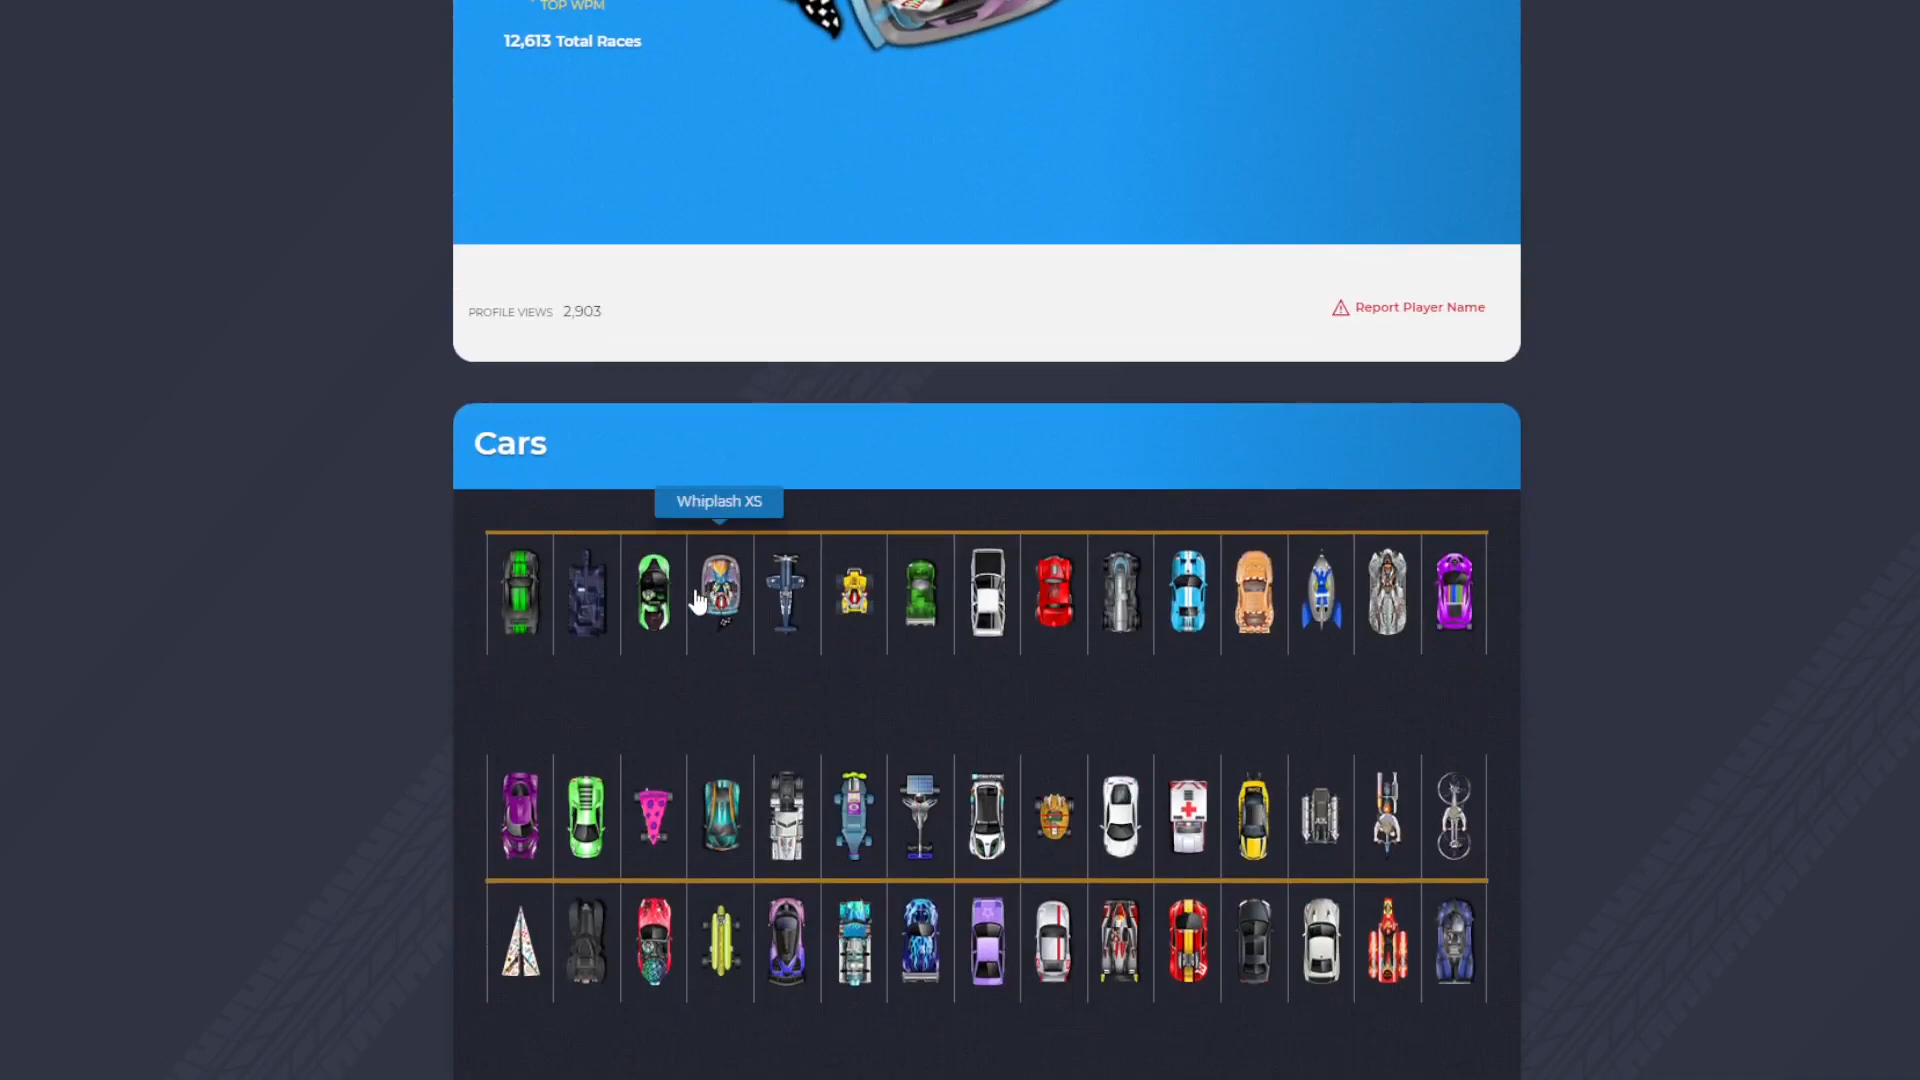 TOP WPM
12,613 Total Races
PROFILE VIEWS 2,903
Report Player Name
Cars
Whiplash XS